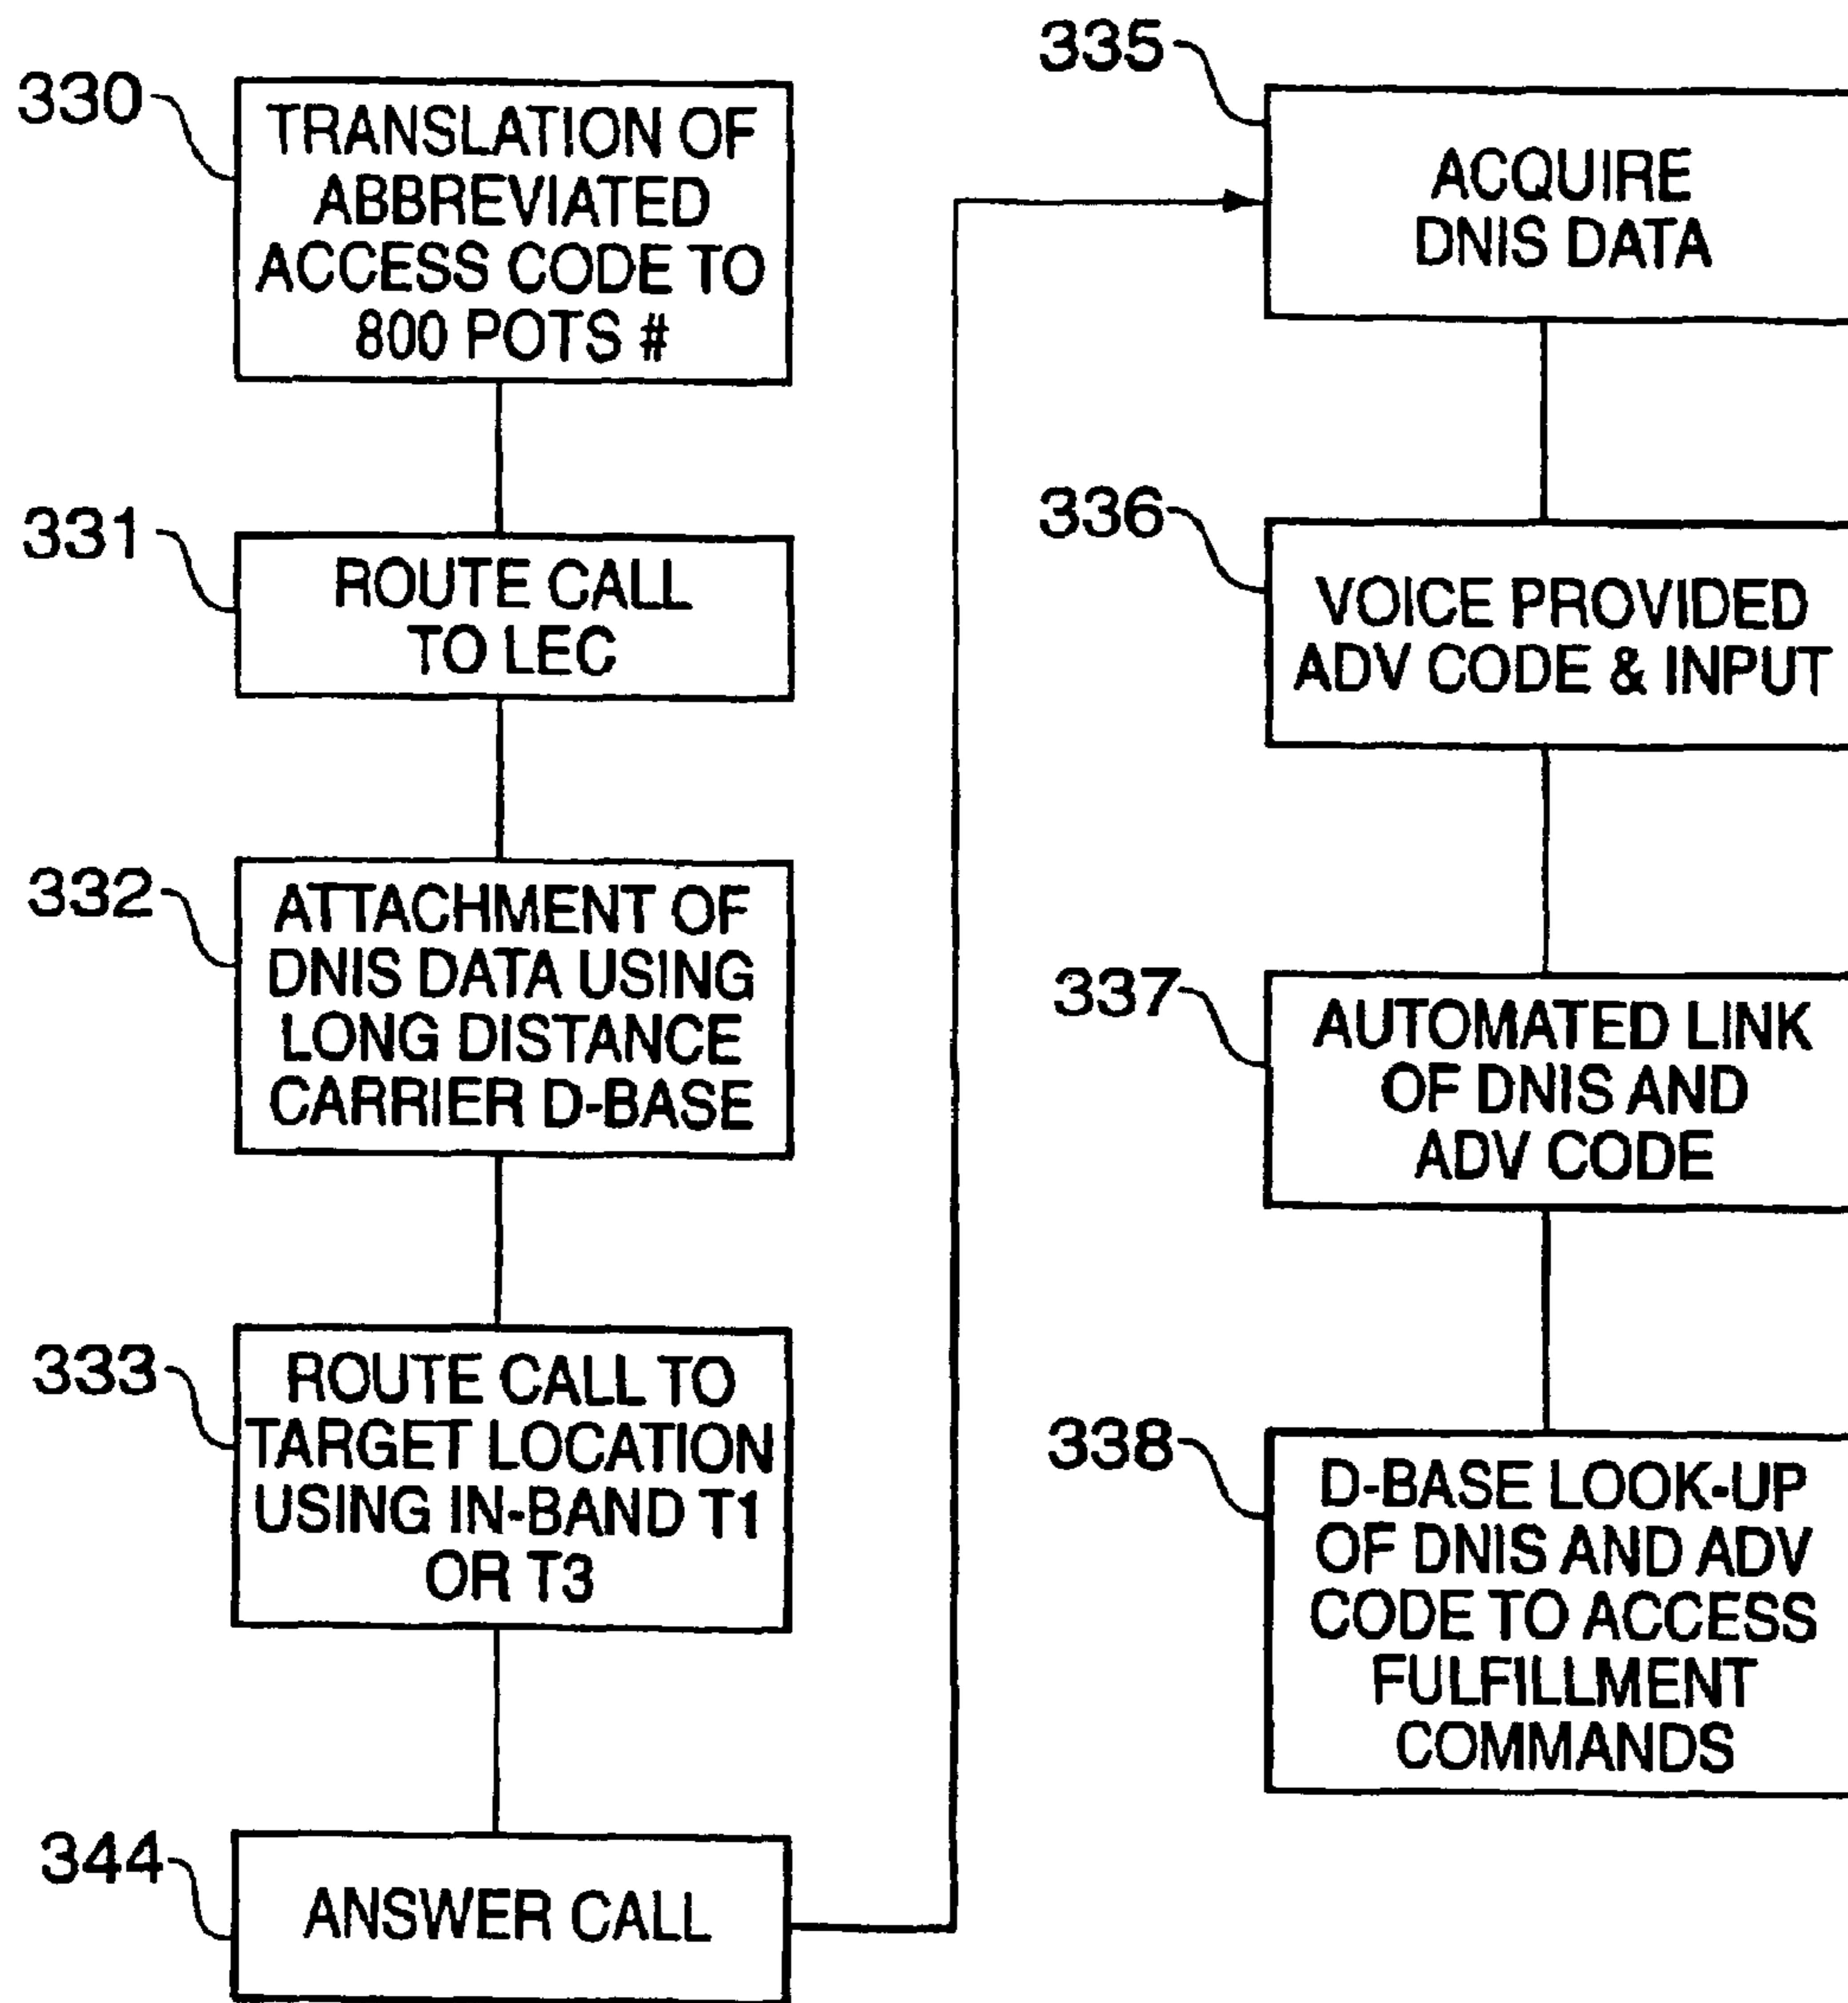 330
TRANSLATION OF
ABBREVIATED
ACCESS CODE TO
800 POTS #
331
ROUTE CALL
TO LEC
332
ATTACHMENT OF
DNIS DATA USING
LONG DISTANCE
CARRIER D-BASE
333
ROUTE CALL TO
TARGET LOCATION
USING IN-BAND T1
OR T3
344
ANSWER CALL
335
ACQUIRE
DNIS DATA
336
VOICE PROVIDED
ADV CODE & INPUT
337
AUTOMATED LINK
OF DNIS AND
ADV CODE
338
D-BASE LOOK-UP
OF DNIS AND ADV
CODE TO ACCESS
FULFILLMENT
COMMANDS